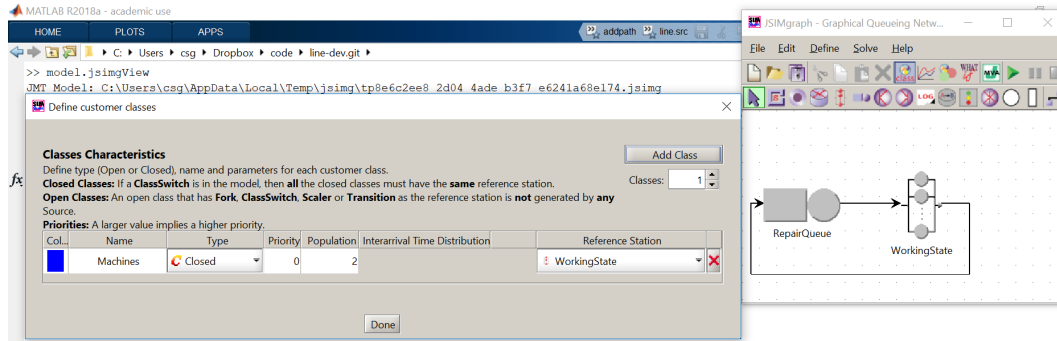 MATLAB R2018a - academic use
HOME PLOTS APPS addpath line.src
C: Users csg Dropbox code line-dev.git
>> model.jsimgView
JMT Model: C:\Users\csg\AppData\Local\Temp\jsimg\tp8e6c2ee8_2d04_4ade_b3f7_e6241a68e174.jsimg
fx
Define customer classes
Classes Characteristics
Define type (Open or Closed), name and parameters for each customer class.
Closed Classes: If a ClassSwitch is in the model, then all the closed classes must have the same reference station.
Open Classes: An open class that has Fork, ClassSwitch, Scaler or Transition as the reference station is not generated by any
Source.
Priorities: A larger value implies a higher priority.
Add Class
Classes: 1
Col... Name Type Priority Population Interarrival Time Distribution Reference Station
Machines C Closed 0 2 WorkingState
Done
JSIMgraph - Graphical Queueing Netw...
File Edit Define Solve Help
CLASS WHAT IF MVA
LOG
RepairQueue
WorkingState